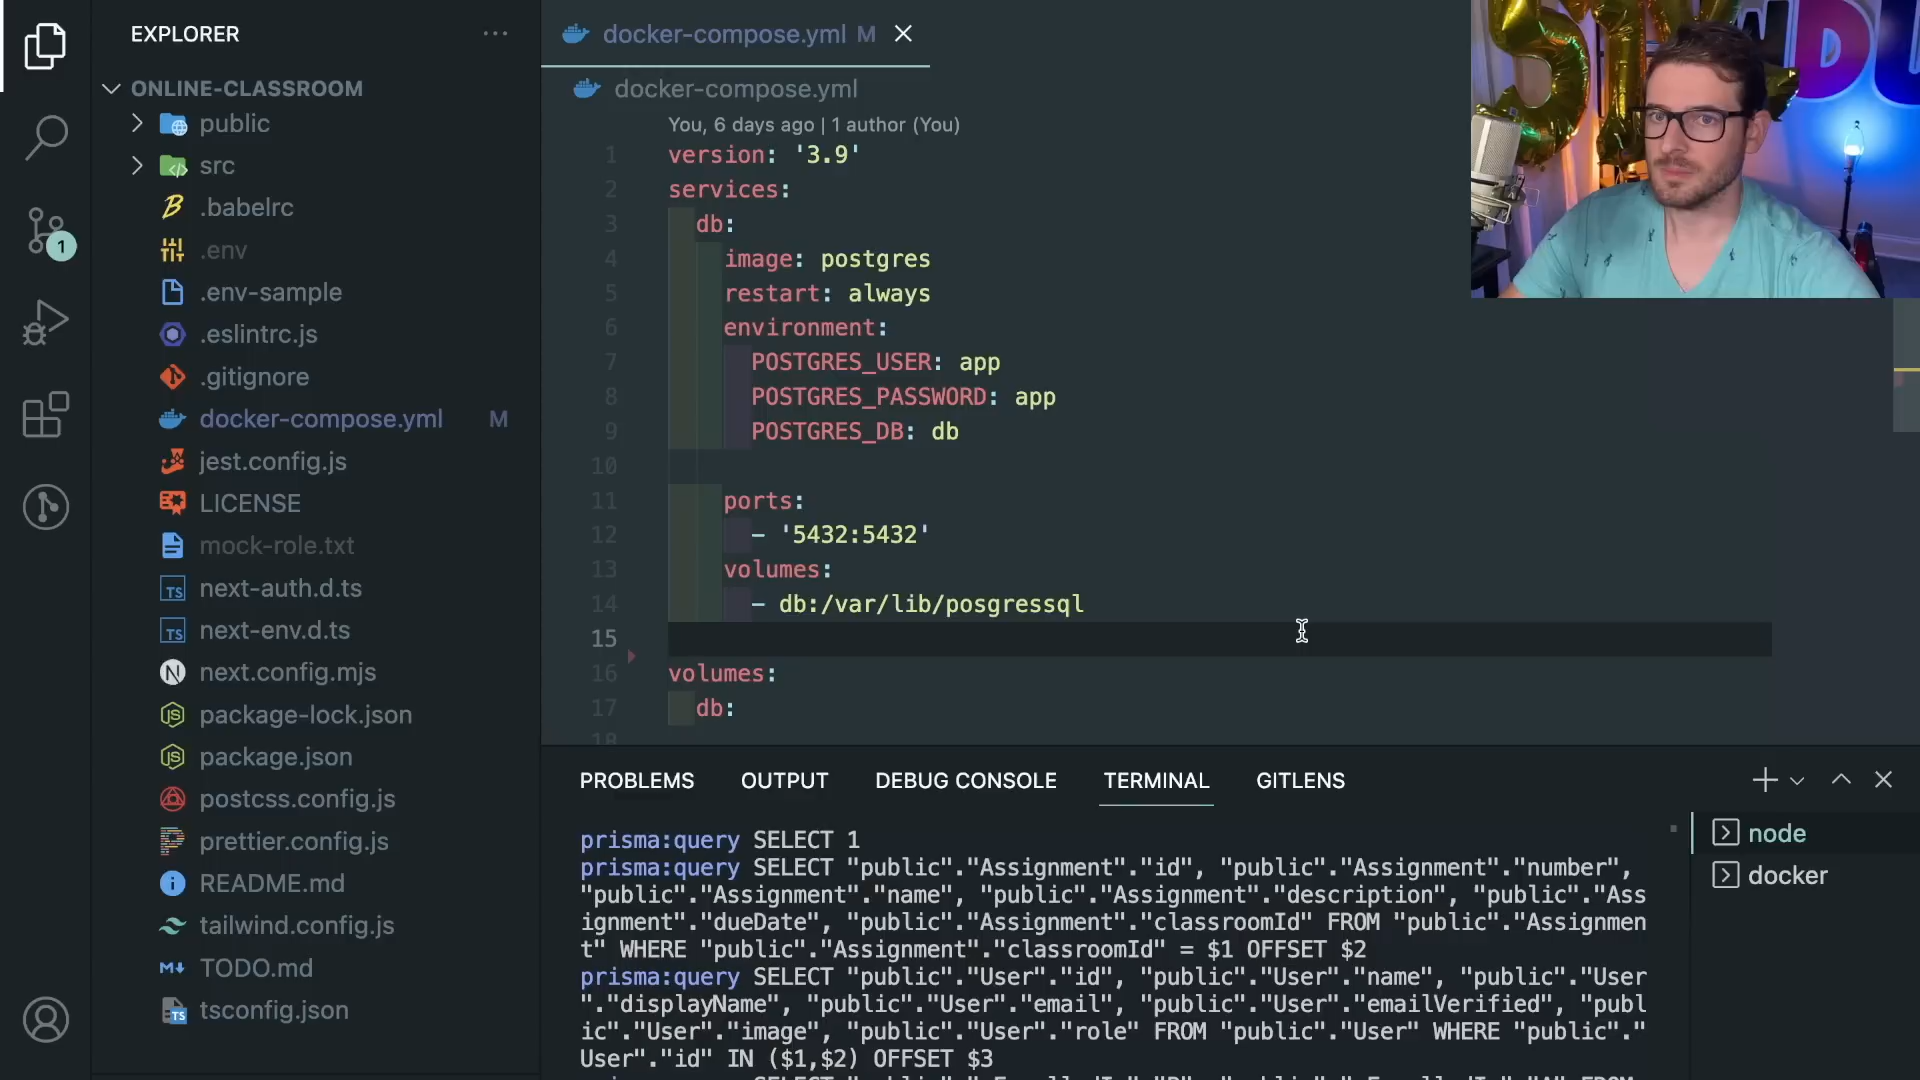 EXPLORER
ONLINE-CLASSROOM
public
src
.babelrc
.env
.env-sample
.eslintrc.js
.gitignore
docker-compose.yml M
jest.config.js
LICENSE
mock-role.txt
next-auth.d.ts
next-env.d.ts
next.config.mjs
package-lock.json
package.json
postcss.config.js
prettier.config.js
README.md
tailwind.config.js
TODO.md
tsconfig.json
1
docker-compose.yml M
docker-compose.yml
You, 6 days ago | 1 author (You)
1 version: '3.9'
2 services:
3 db:
4 image: postgres
5 restart: always
6 environment:
7 POSTGRES_USER: app
8 POSTGRES_PASSWORD: app
9 POSTGRES_DB: db
10
11 ports:
12 - '5432:5432'
13 volumes:
14 - db:/var/lib/posgressql
15
16 volumes:
17 db:
18
PROBLEMS OUTPUT DEBUG CONSOLE TERMINAL GITLENS
prisma:query SELECT 1
prisma:query SELECT "public"."Assignment"."id", "public"."Assignment"."number",
"public"."Assignment"."name", "public"."Assignment"."description", "public"."Ass
ignment"."dueDate", "public"."Assignment"."classroomId" FROM "public"."Assignmen
t" WHERE "public"."Assignment"."classroomId" = $1 OFFSET $2
prisma:query SELECT "public"."User"."id", "public"."User"."name", "public"."User
"."displayName", "public"."User"."email", "public"."User"."emailVerified", "publ
ic"."User"."image", "public"."User"."role" FROM "public"."User" WHERE "public"."
User"."id" IN ($1,$2) OFFSET $3
node
docker